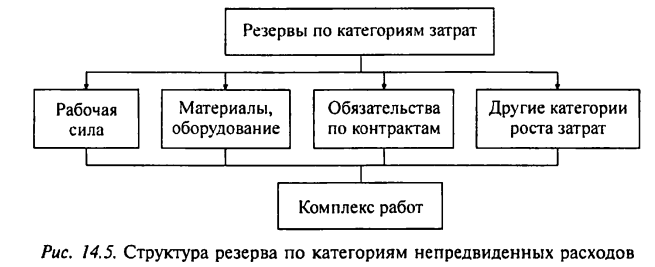 Резервы по категориям затрат
Рабочая
сила
Материалы,
оборудование
Обязательства
по контрактам
Другие категории
роста затрат
Комплекс работ
Рис. 14.5. Структура резерва по категориям непредвиденных расходов